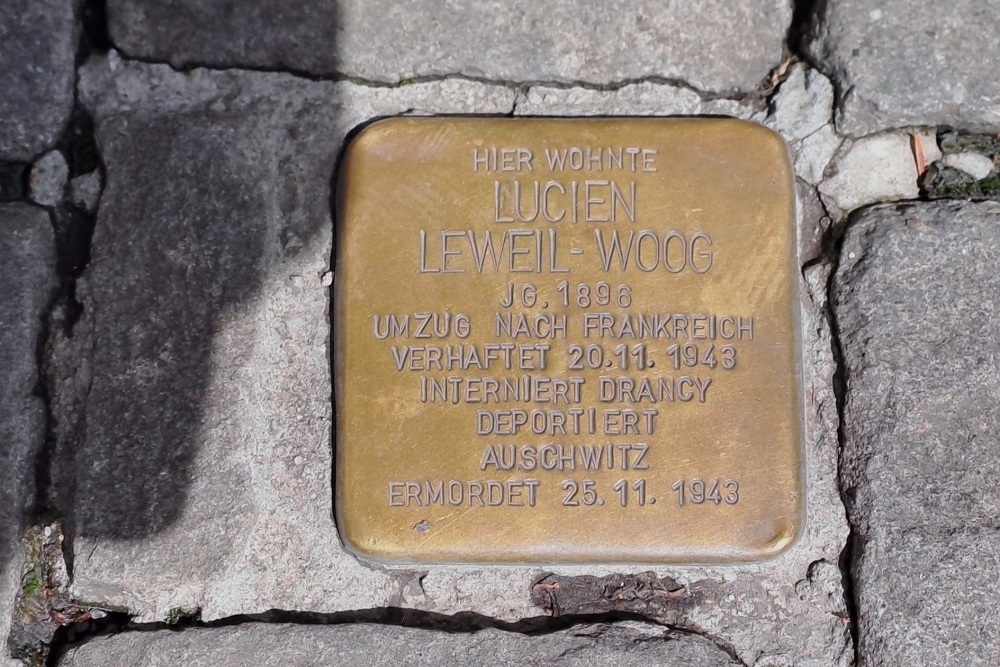 HIER WOHNTE
LUCIEN
LEWEIL-WOOG
JG. 1896
UMZUG NACH FRANKREICH
VERHAFTET 20.11. 1943
INTERNIERT DRANCY
DEPORTIERT
AUSCHWITZ
ERMORDET 25.11. 1943